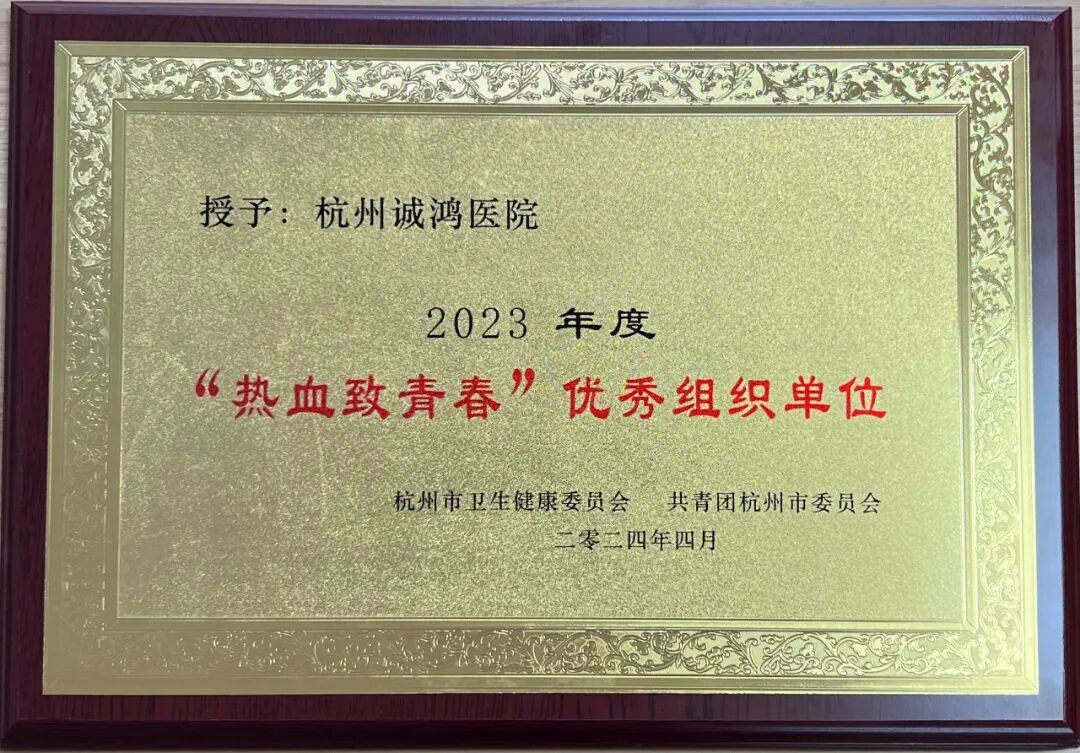 授予：杭州诚鸿医院
2023 年度
“热血致青春”优秀组织单位
杭州市卫生健康委员会 共青团杭州市委员会
二零二四年四月